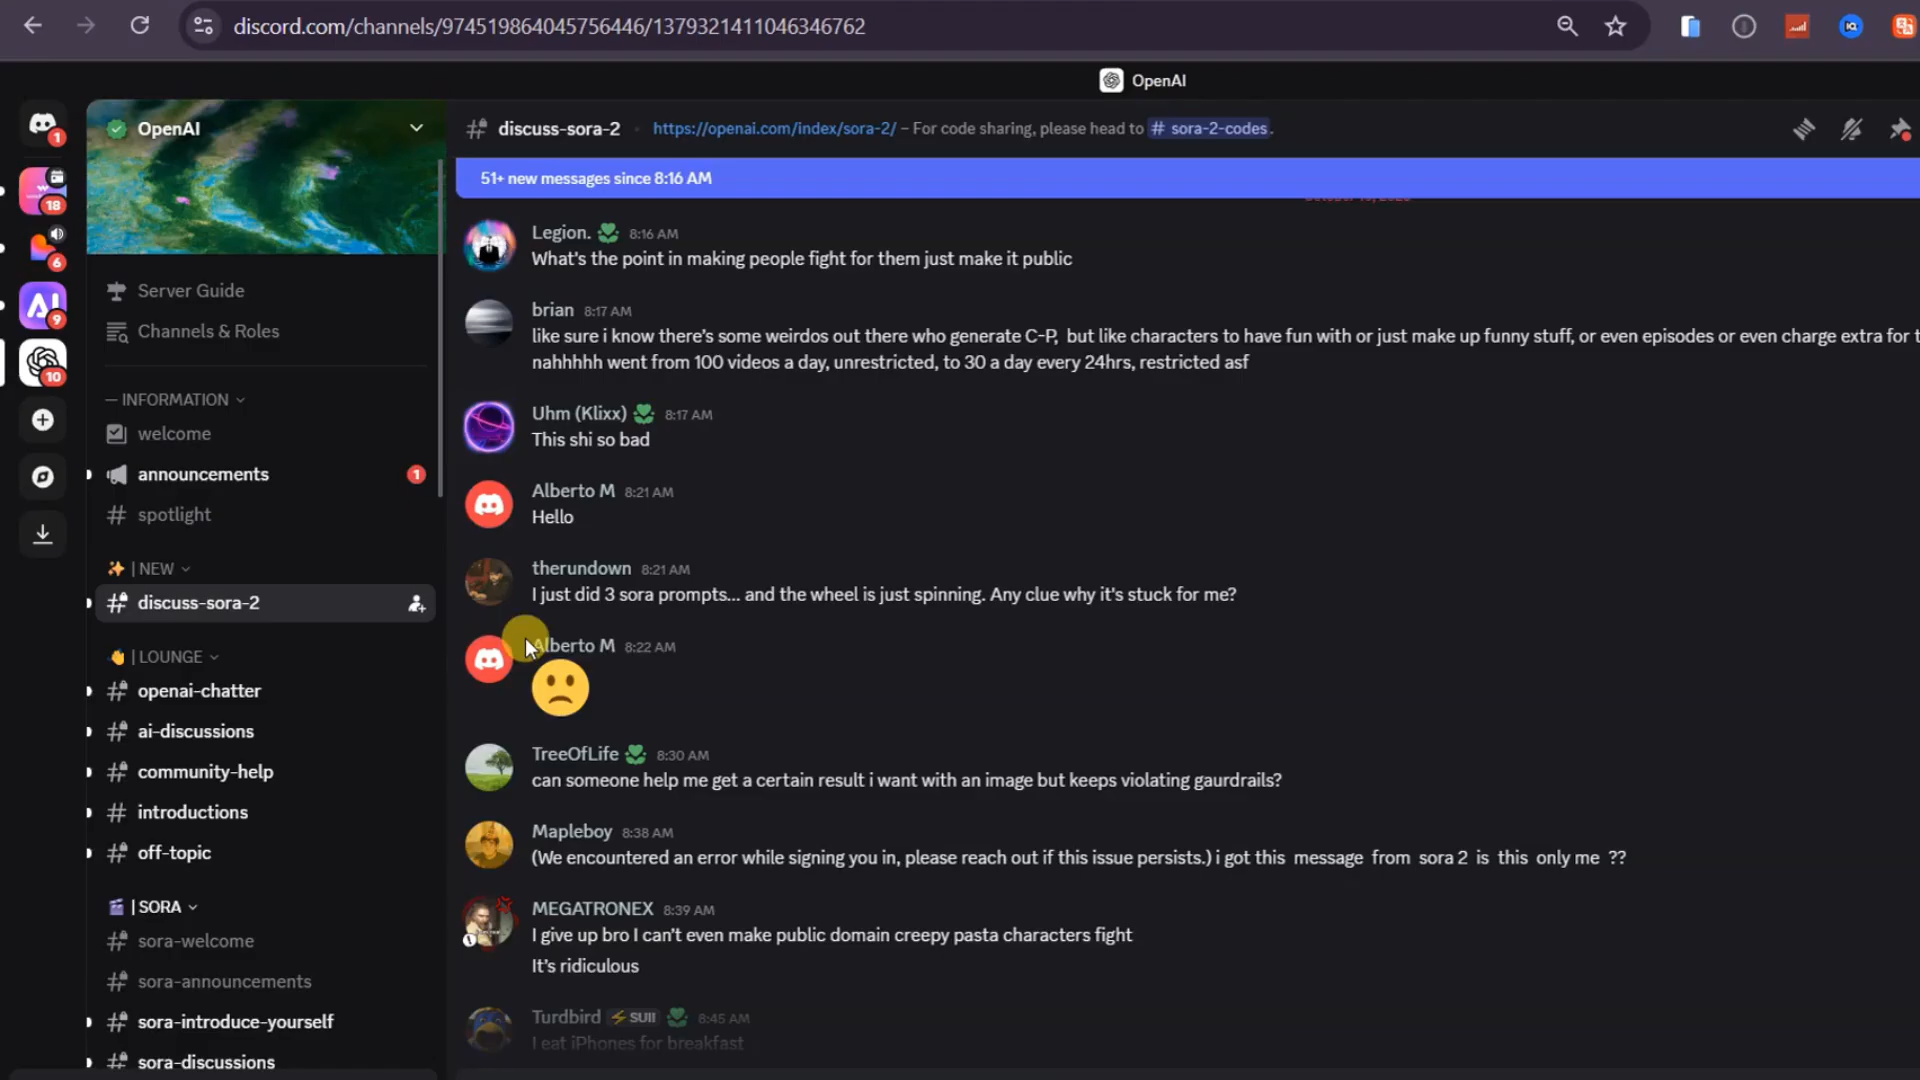 discord.com/channels/974519864045756446/1379321411046346762
OpenAI
1
18
6
AI
9
10
OpenAI
Server Guide
Channels & Roles
INFORMATION
welcome
announcements
1
spotlight
| NEW
discuss-sora-2
| LOUNGE
openai-chatter
ai-discussions
community-help
introductions
off-topic
| SORA
sora-welcome
sora-announcements
sora-introduce-yourself
sora-discussions
discuss-sora-2
https://openai.com/index/sora-2/ – For code sharing, please head to # sora-2-codes.
51+ new messages since 8:16 AM
Legion. 8:16 AM
What's the point in making people fight for them just make it public
brian 8:17 AM
like sure i know there's some weirdos out there who generate C-P, but like characters to have fun with or just make up funny stuff, or even episodes or even charge extra for t
nahhhhh went from 100 videos a day, unrestricted, to 30 a day every 24hrs, restricted asf
Uhm (Klixx) 8:17 AM
This shi so bad
Alberto M 8:21 AM
Hello
therundown 8:21 AM
I just did 3 sora prompts... and the wheel is just spinning. Any clue why it's stuck for me?
Alberto M 8:22 AM
TreeOfLife 8:30 AM
can someone help me get a certain result i want with an image but keeps violating gaurdrails?
Mapleboy 8:38 AM
(We encountered an error while signing you in, please reach out if this issue persists.) i got this message from sora 2 is this only me ??
MEGATRONEX 8:39 AM
I give up bro I can't even make public domain creepy pasta characters fight
It's ridiculous
Turdbird SUII 8:45 AM
I eat iPhones for breakfast